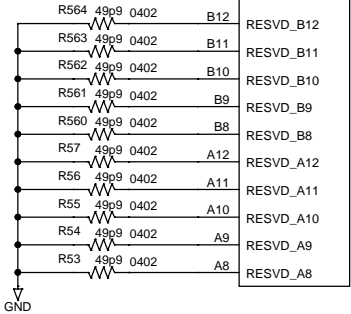 R564 49p9 0402 B12 RESVD_B12
R563 49p9 0402 B11 RESVD_B11
R562 49p9 0402 B10 RESVD_B10
R561 49p9 0402 B9 RESVD_B9
R560 49p9 0402 B8 RESVD_B8
R57 49p9 0402 A12 RESVD_A12
R56 49p9 0402 A11 RESVD_A11
R55 49p9 0402 A10 RESVD_A10
R54 49p9 0402 A9 RESVD_A9
R53 49p9 0402 A8 RESVD_A8
GND